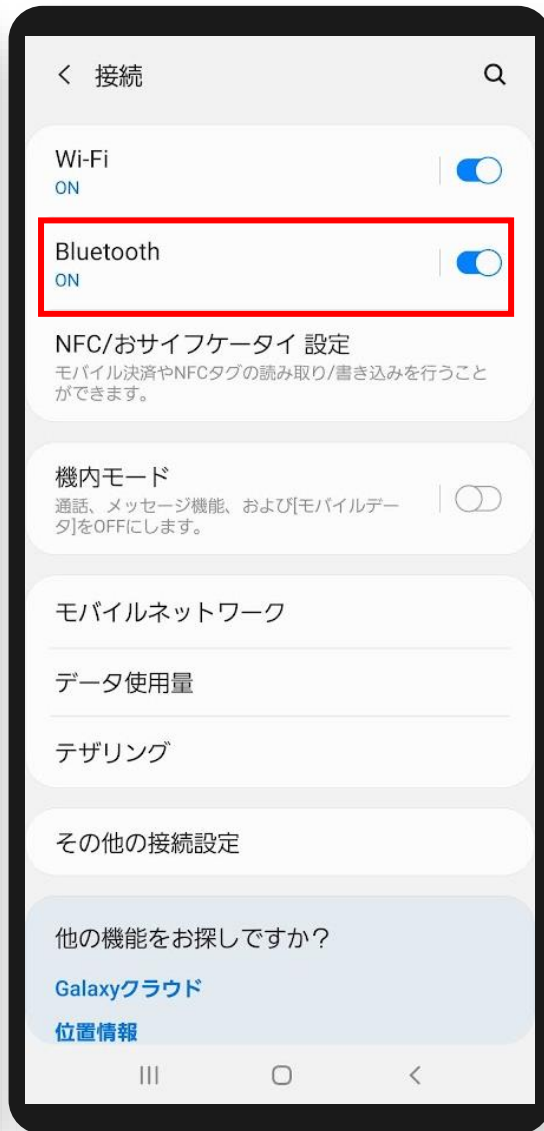 接続
Wi-Fi
ON
Bluetooth
ON
NFC/おサイフケータイ 設定
モバイル決済やNFCタグの読み取り/書き込みを行うこと
ができます。
機内モード
通話、メッセージ機能、および[モバイルデー
タ]をOFFにします。
モバイルネットワーク
データ使用量
テザリング
その他の接続設定
他の機能をお探しですか？
Galaxyクラウド
位置情報